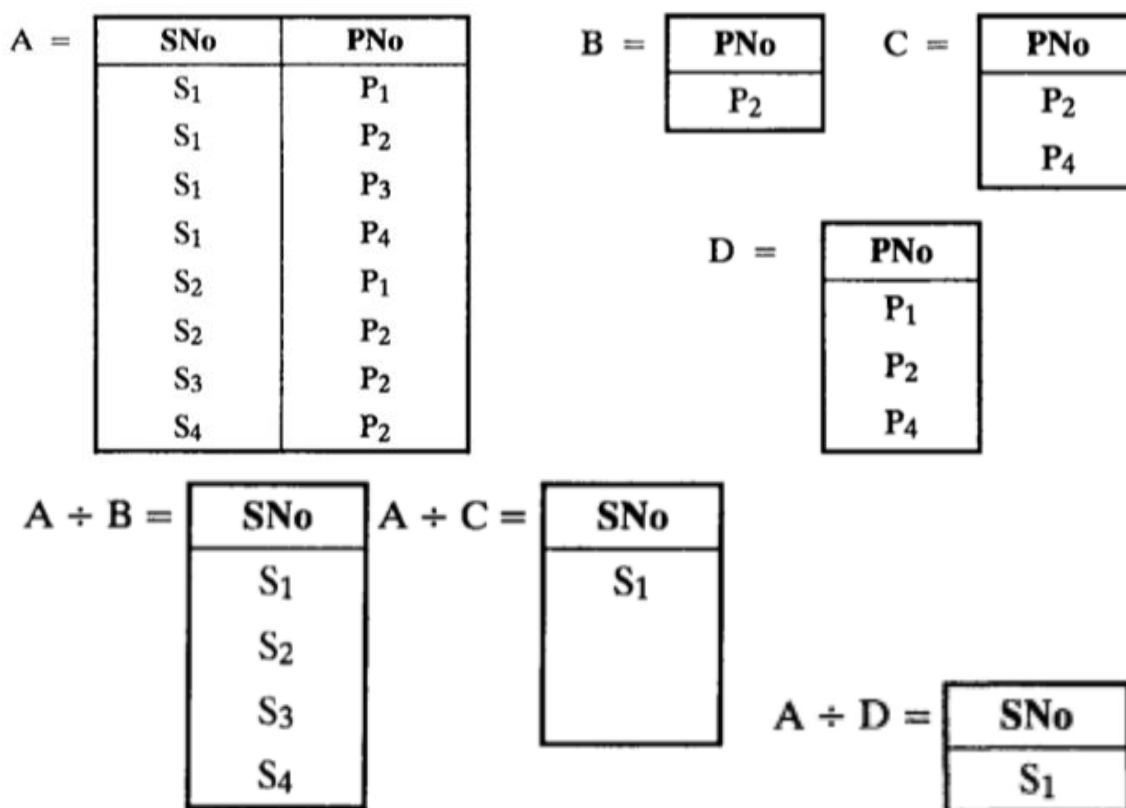 A = SNo PNo
S₁ P₁
S₁ P₂
S₁ P₃
S₁ P₄
S₂ P₁
S₂ P₂
S₃ P₂
S₄ P₂
B = PNo
P₂
C = PNo
P₂
P₄
D = PNo
P₁
P₂
P₄
A ÷ B = SNo
S₁
S₂
S₃
S₄
A ÷ C = SNo
S₁
A ÷ D = SNo
S₁